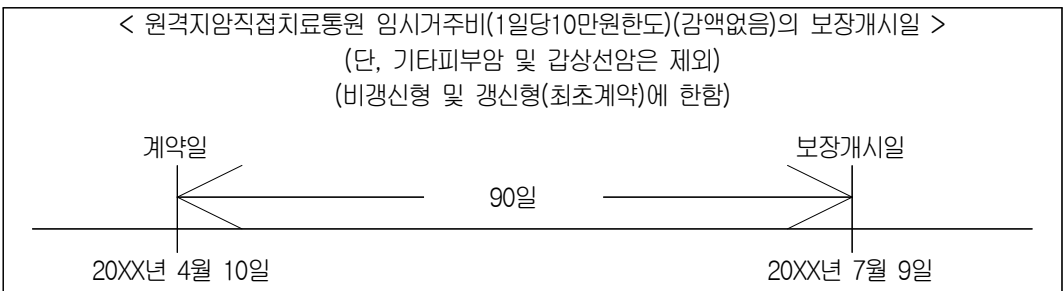 < 원격지암직접치료통원 임시거주비(1일당10만원한도)(감액없음)의 보장개시일 >
(단, 기타피부암 및 갑상선암은 제외)
(비갱신형 및 갱신형(최초계약)에 한함)
계약일 보장개시일
90일
20XX년 4월 10일 20XX년 7월 9일